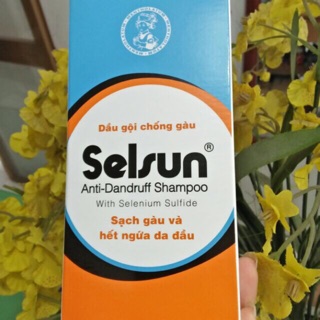 Dầu gội chống gàu
Selsun®
Anti-Dandruff Shampoo
With Selenium Sulfide
Sạch gàu và
hết ngứa da đầu